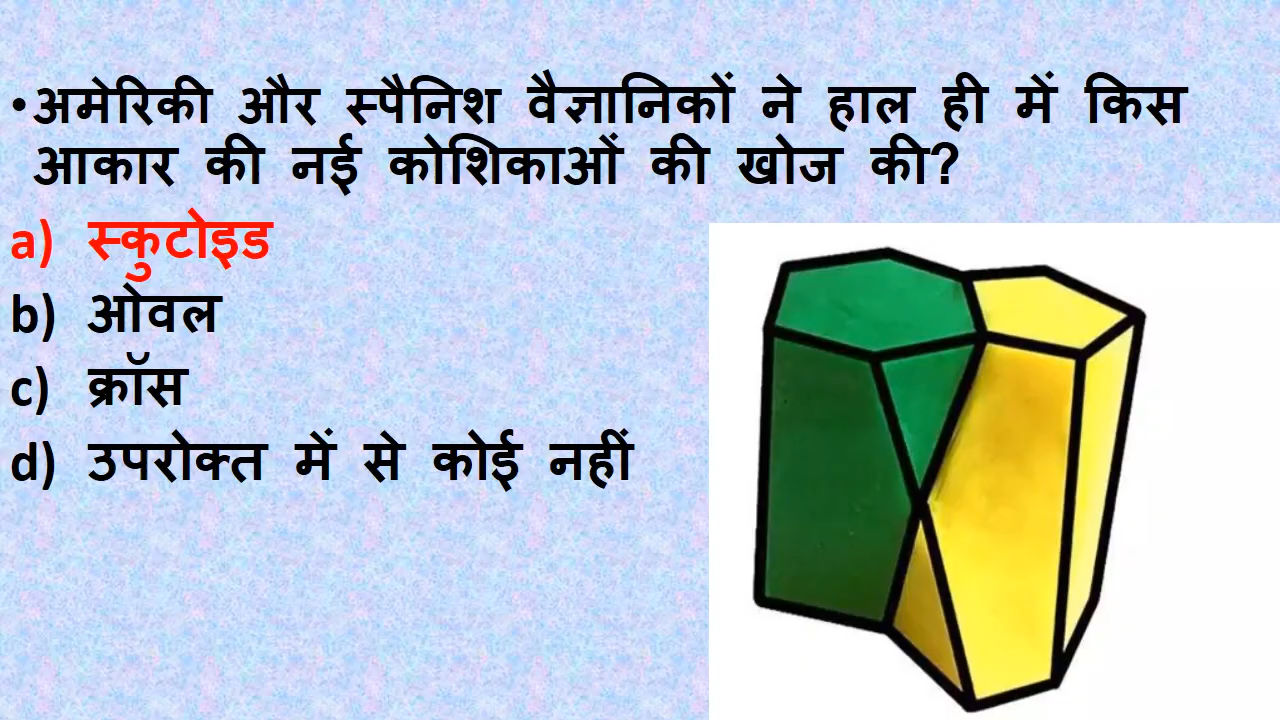 •अमेरिकी और स्पैनिश वैज्ञानिकों ने हाल ही में किस
आकार की नई कोशिकाओं की खोज की?
a) स्कुटोइड
b) ओवल
c) क्रॉस
d) उपरोक्त में से कोई नहीं